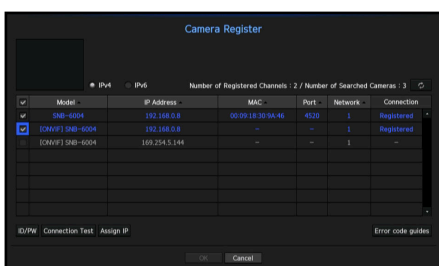 Camera Register
IPv4 IPv6 Number of Registered Channels : 2 / Number of Searched Cameras : 3
Model IP Address MAC Port Network Connection
SNB-6004 192.168.0.8 00:09:18:30:9A:46 4520 1 Registered
[ONVIF] SNB-6004 192.168.0.8 - - 1 Registered
[ONVIF] SNB-6004 169.254.5.144 - - 1 -
ID/PW Connection Test Assign IP Error code guides
OK Cancel